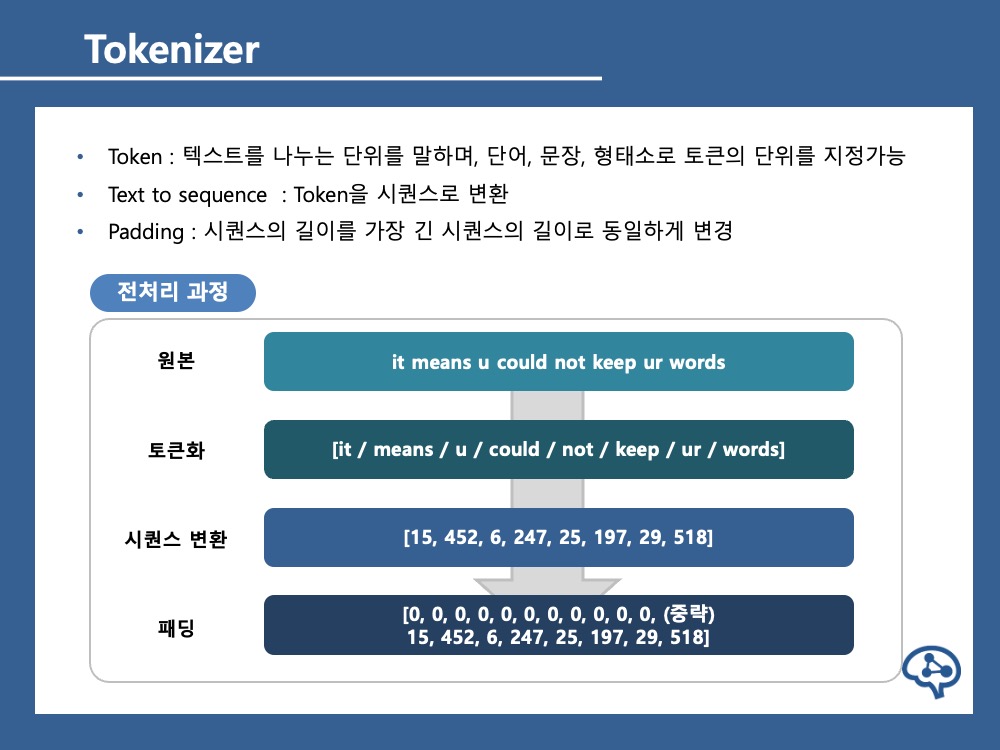 Tokenizer
• Token : 텍스트를 나누는 단위를 말하며, 단어, 문장, 형태소로 토큰의 단위를 지정가능
• Text to sequence : Token을 시퀀스로 변환
• Padding : 시퀀스의 길이를 가장 긴 시퀀스의 길이로 동일하게 변경
전처리 과정
원본
it means u could not keep ur words
토큰화
[it / means / u / could / not / keep / ur / words]
시퀀스 변환
[15, 452, 6, 247, 25, 197, 29, 518]
패딩
[0, 0, 0, 0, 0, 0, 0, 0, 0, 0, 0, (중략)
15, 452, 6, 247, 25, 197, 29, 518]